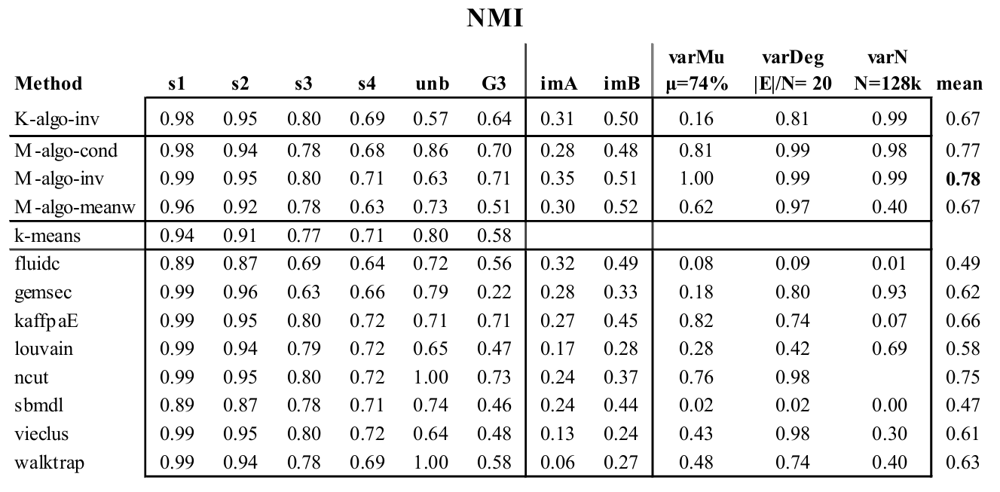 NMI
varMu varDeg varN
Method s1 s2 s3 s4 unb G3 imA imB μ=74% |E|/N= 20 N=128k mean
K-algo-inv 0.98 0.95 0.80 0.69 0.57 0.64 0.31 0.50 0.16 0.81 0.99 0.67
M-algo-cond 0.98 0.94 0.78 0.68 0.86 0.70 0.28 0.48 0.81 0.99 0.98 0.77
M-algo-inv 0.99 0.95 0.80 0.71 0.63 0.71 0.35 0.51 1.00 0.99 0.99 0.78
M-algo-meanw 0.96 0.92 0.78 0.63 0.73 0.51 0.30 0.52 0.62 0.97 0.40 0.67
k-means 0.94 0.91 0.77 0.71 0.80 0.58
fluidc 0.89 0.87 0.69 0.64 0.72 0.56 0.32 0.49 0.08 0.09 0.01 0.49
gemsec 0.99 0.96 0.63 0.66 0.79 0.22 0.28 0.33 0.18 0.80 0.93 0.62
kaffpaE 0.99 0.95 0.80 0.72 0.71 0.71 0.27 0.45 0.82 0.74 0.07 0.66
louvain 0.99 0.94 0.79 0.72 0.65 0.47 0.17 0.28 0.28 0.42 0.69 0.58
ncut 0.99 0.95 0.80 0.72 1.00 0.73 0.24 0.37 0.76 0.98 0.75
sbmdl 0.89 0.87 0.78 0.71 0.74 0.46 0.24 0.44 0.02 0.02 0.00 0.47
vieclus 0.99 0.95 0.80 0.72 0.64 0.48 0.13 0.24 0.43 0.98 0.30 0.61
walktrap 0.99 0.94 0.78 0.69 1.00 0.58 0.06 0.27 0.48 0.74 0.40 0.63